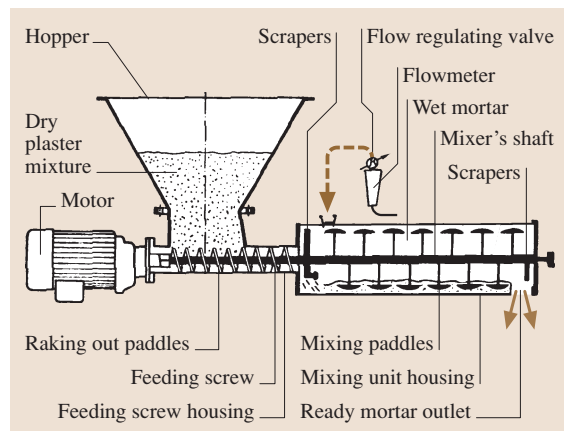 Hopper
Scrapers
Flow regulating valve
Flowmeter
Wet mortar
Mixer's shaft
Scrapers
Dry
plaster
mixture
Motor
Raking out paddles
Feeding screw
Feeding screw housing
Mixing paddles
Mixing unit housing
Ready mortar outlet